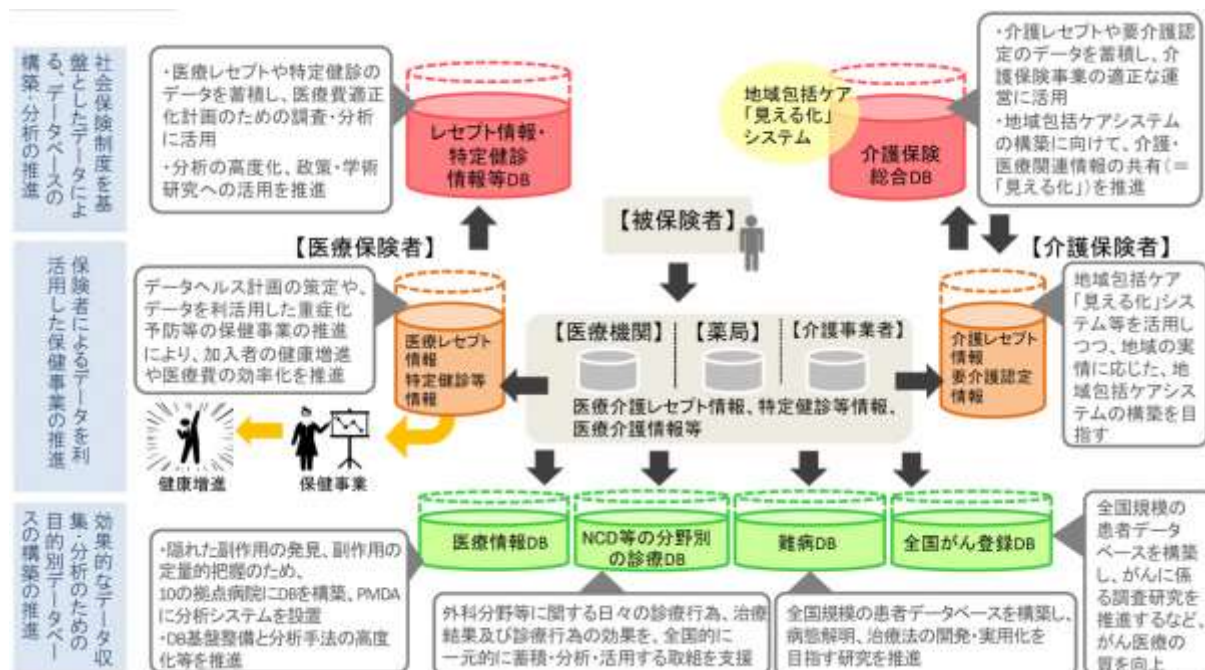 社会保険制度を基
盤としたデータによ
る、データベースの
構築・分析の推進
・医療レセプトや特定健診の
データを蓄積し、医療費適正
化計画のための調査・分析
に活用
・分析の高度化、政策・学術
研究への活用を推進
レセプト情報・
特定健診
情報等DB
地域包括ケア
「見える化」
システム
介護保険
総合DB
・介護レセプトや要介護認
定のデータを蓄積し、介
護保険事業の適正な運
営に活用
・地域包括ケアシステム
の構築に向けて、介護・
医療関連情報の共有(=
「見える化」)を推進
保険者によるデータを利
活用した保健事業の推進
【医療保険者】
【被保険者】
【介護保険者】
データヘルス計画の策定や、
データを利活用した重症化
予防等の保健事業の推進
により、加入者の健康増進
や医療費の効率化を推進
医療レセプト
情報
特定健診等
情報
【医療機関】
【薬局】
【介護事業者】
医療介護レセプト情報、特定健診等情報、
医療介護情報等
介護レセプト
情報
要介護認定
情報
地域包括ケア
「見える化」シス
テム等を活用し
つつ、地域の実
情に応じた、地
域包括ケアシス
テムの構築を目
指す
健康増進
保健事業
効果的なデータ収
集・分析のための
目的別データベー
スの構築の推進
医療情報DB
NCD等の分野別
の診療DB
難病DB
全国がん登録DB
・隠れた副作用の発見、副作用の
定量的把握のため、
10の拠点病院にDBを構築、PMDA
に分析システムを設置
・DB基盤整備と分析手法の高度
化等を推進
外科分野等に関する日々の診療行為、治療
結果及び診療行為の効果を、全国的に
一元的に蓄積・分析・活用する取組を支援
全国規模の患者データベースを構築し、
病態解明、治療法の開発・実用化を
目指す研究を推進
全国規模の
患者データ
ベースを構築
し、がんに係
る調査研究を
推進するなど、
がん医療の
質を向